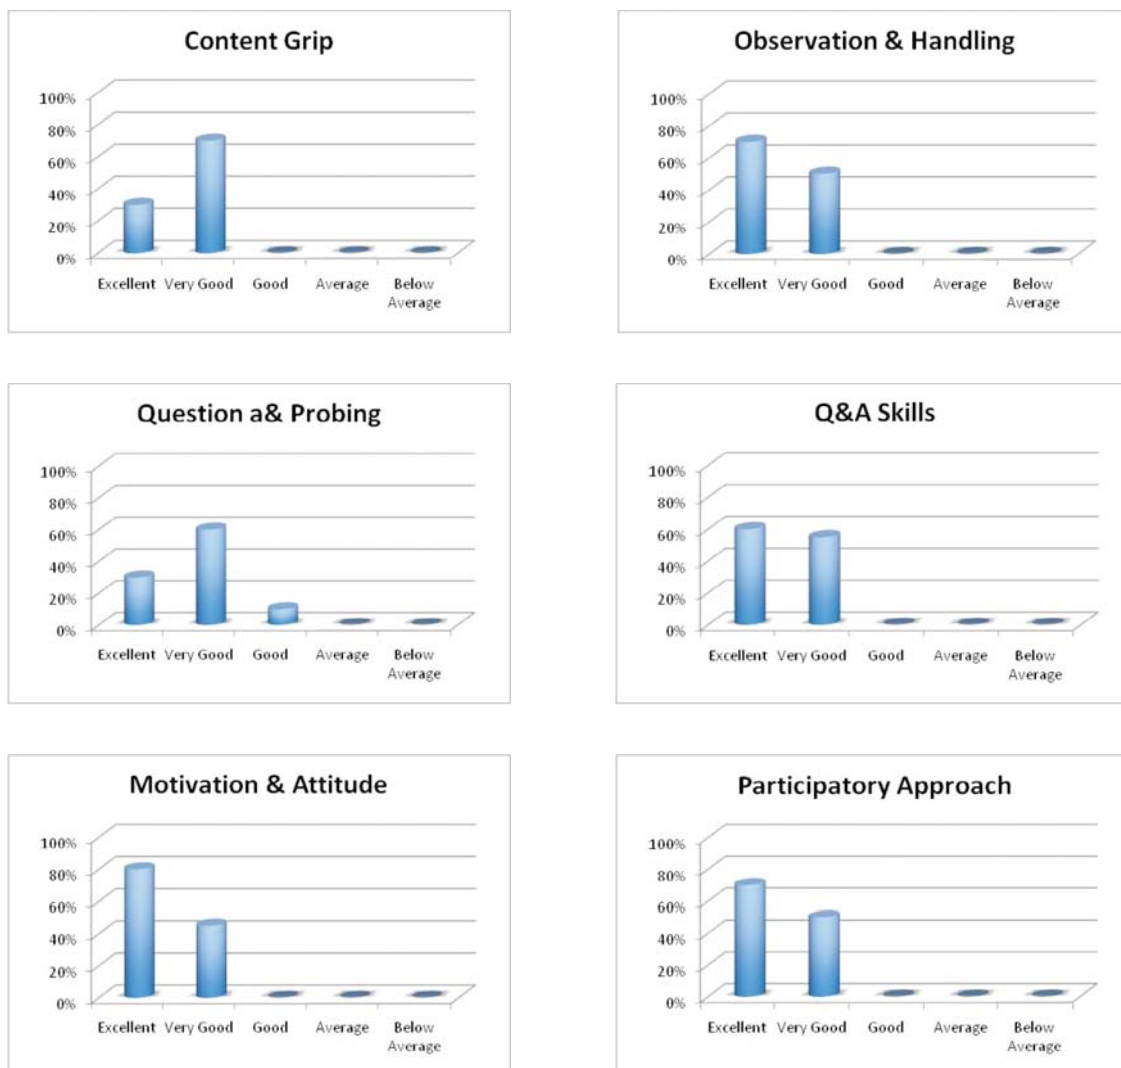 Content Grip
100%
80%
60%
40%
20%
0%
Excellent Very Good Good Average Below
Average
Observation & Handling
100%
80%
60%
40%
20%
0%
Excellent Very Good Good Average Below
Average
Question a& Probing
100%
80%
60%
40%
20%
0%
Excellent Very Good Good Average Below
Average
Q&A Skills
100%
80%
60%
40%
20%
0%
Excellent Very Good Good Average Below
Average
Motivation & Attitude
100%
80%
60%
40%
20%
0%
Excellent Very Good Good Average Below
Average
Participatory Approach
100%
80%
60%
40%
20%
0%
Excellent Very Good Good Average Below
Average